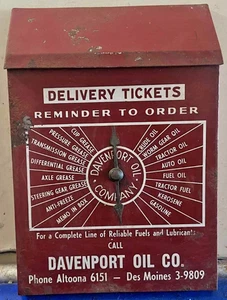 DELIVERY TICKETS
REMINDER TO ORDER
CUP GREASE
PRESSURE GREASE
TRANSMISSION GREASE
DIFFERENTIAL GREASE
AXLE GREASE
STEERING GEAR GREASE
ANTI-FREEZE
MEMO IN BOX
CRUDE OIL
WORM GEAR OIL
TRACTOR OIL
AUTO OIL
FUEL OIL
TRACTOR FUEL
KEROSENE
GASOLINE
DAVENPORT OIL
COMPANY
For a Complete Line of Reliable Fuels and Lubricants
CALL
DAVENPORT OIL CO.
Phone Altoona 6151 — Des Moines 3-9809